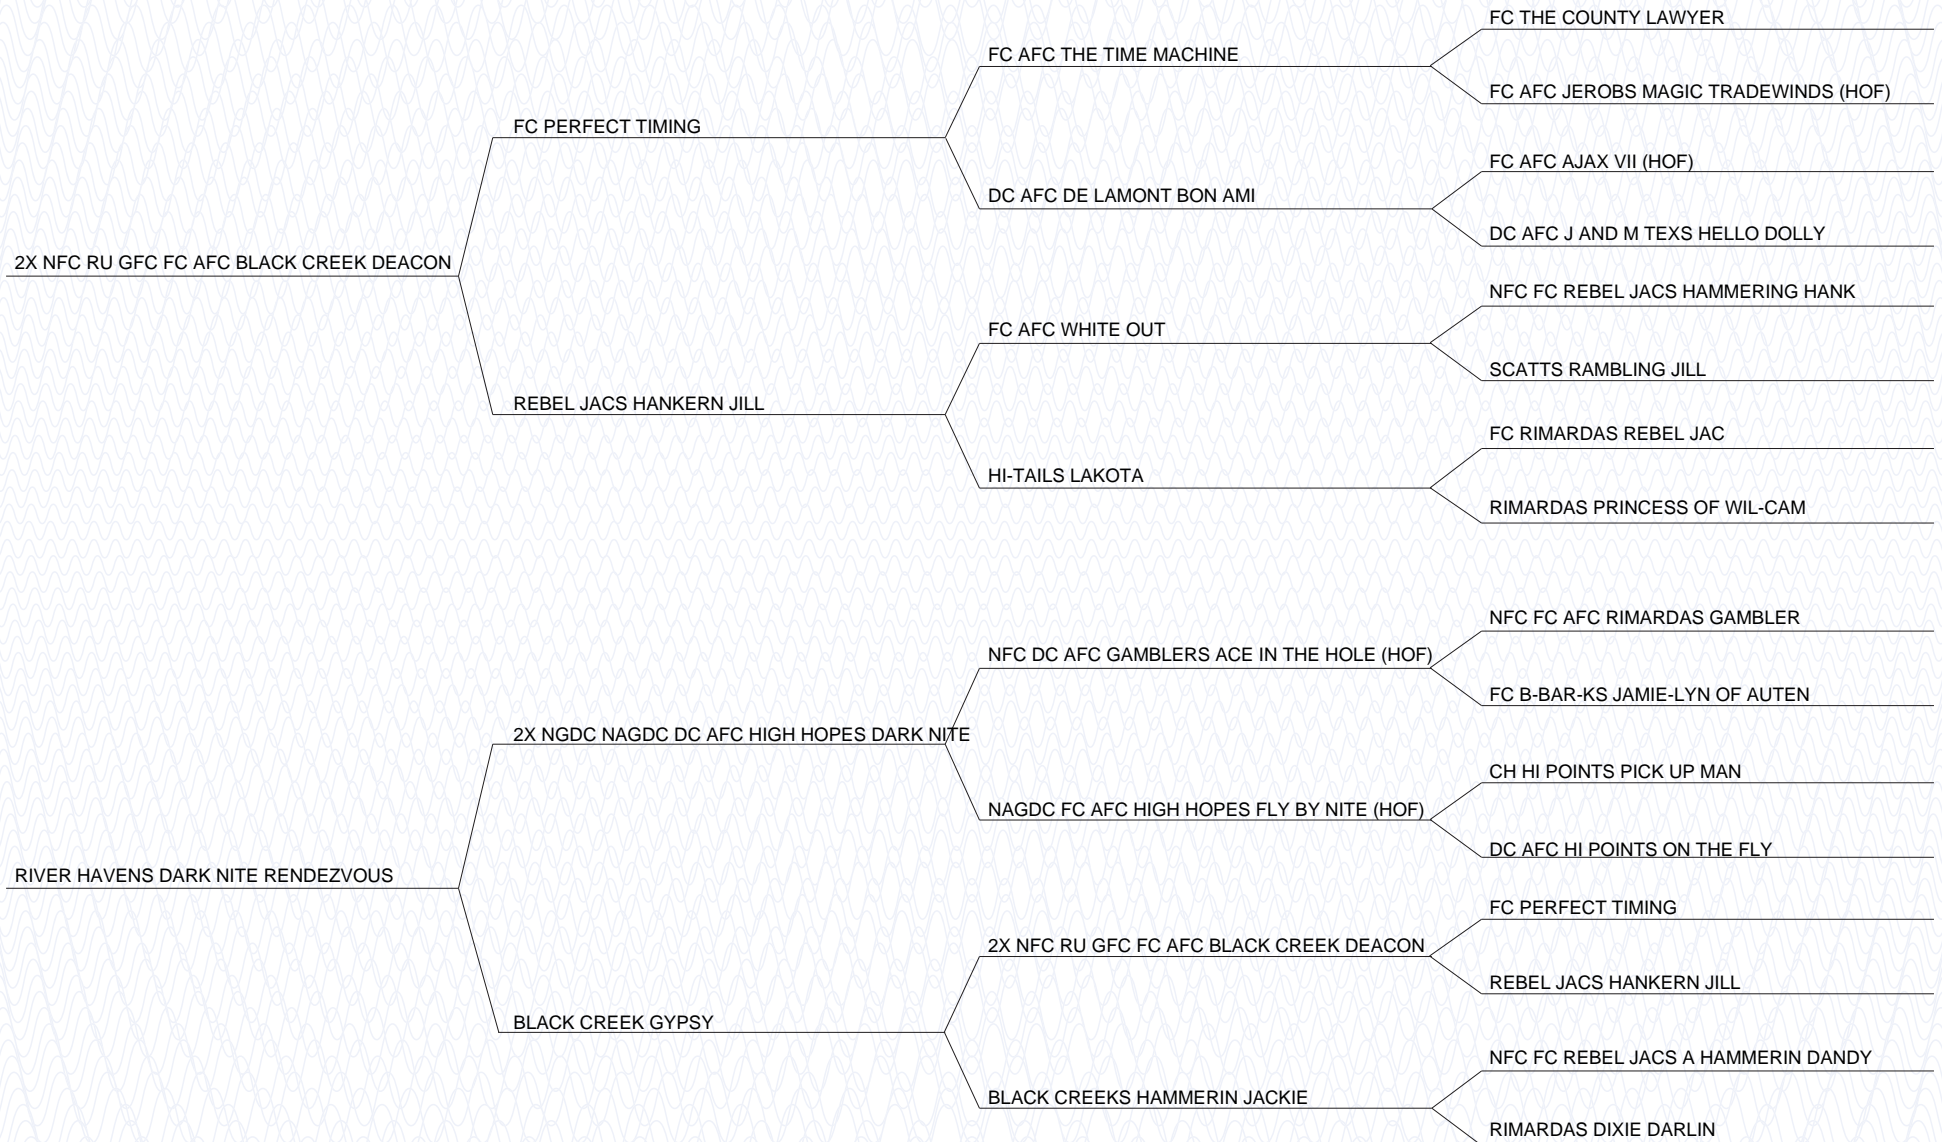 FC THE COUNTY LAWYER
FC AFC THE TIME MACHINE
FC AFC JEROBS MAGIC TRADEWINDS (HOF)
FC PERFECT TIMING
FC AFC AJAX VII (HOF)
DC AFC DE LAMONT BON AMI
DC AFC J AND M TEXS HELLO DOLLY
2X NFC RU GFC FC AFC BLACK CREEK DEACON
NFC FC REBEL JACS HAMMERING HANK
FC AFC WHITE OUT
SCATTS RAMBLING JILL
REBEL JACS HANKERN JILL
FC RIMARDAS REBEL JAC
HI-TAILS LAKOTA
RIMARDAS PRINCESS OF WIL-CAM
NFC FC AFC RIMARDAS GAMBLER
NFC DC AFC GAMBLERS ACE IN THE HOLE (HOF)
FC B-BAR-KS JAMIE-LYN OF AUTEN
2X NGDC NAGDC DC AFC HIGH HOPES DARK NITE
CH HI POINTS PICK UP MAN
NAGDC FC AFC HIGH HOPES FLY BY NITE (HOF)
DC AFC HI POINTS ON THE FLY
RIVER HAVENS DARK NITE RENDEZVOUS
FC PERFECT TIMING
2X NFC RU GFC FC AFC BLACK CREEK DEACON
REBEL JACS HANKERN JILL
BLACK CREEK GYPSY
NFC FC REBEL JACS A HAMMERIN DANDY
BLACK CREEKS HAMMERIN JACKIE
RIMARDAS DIXIE DARLIN